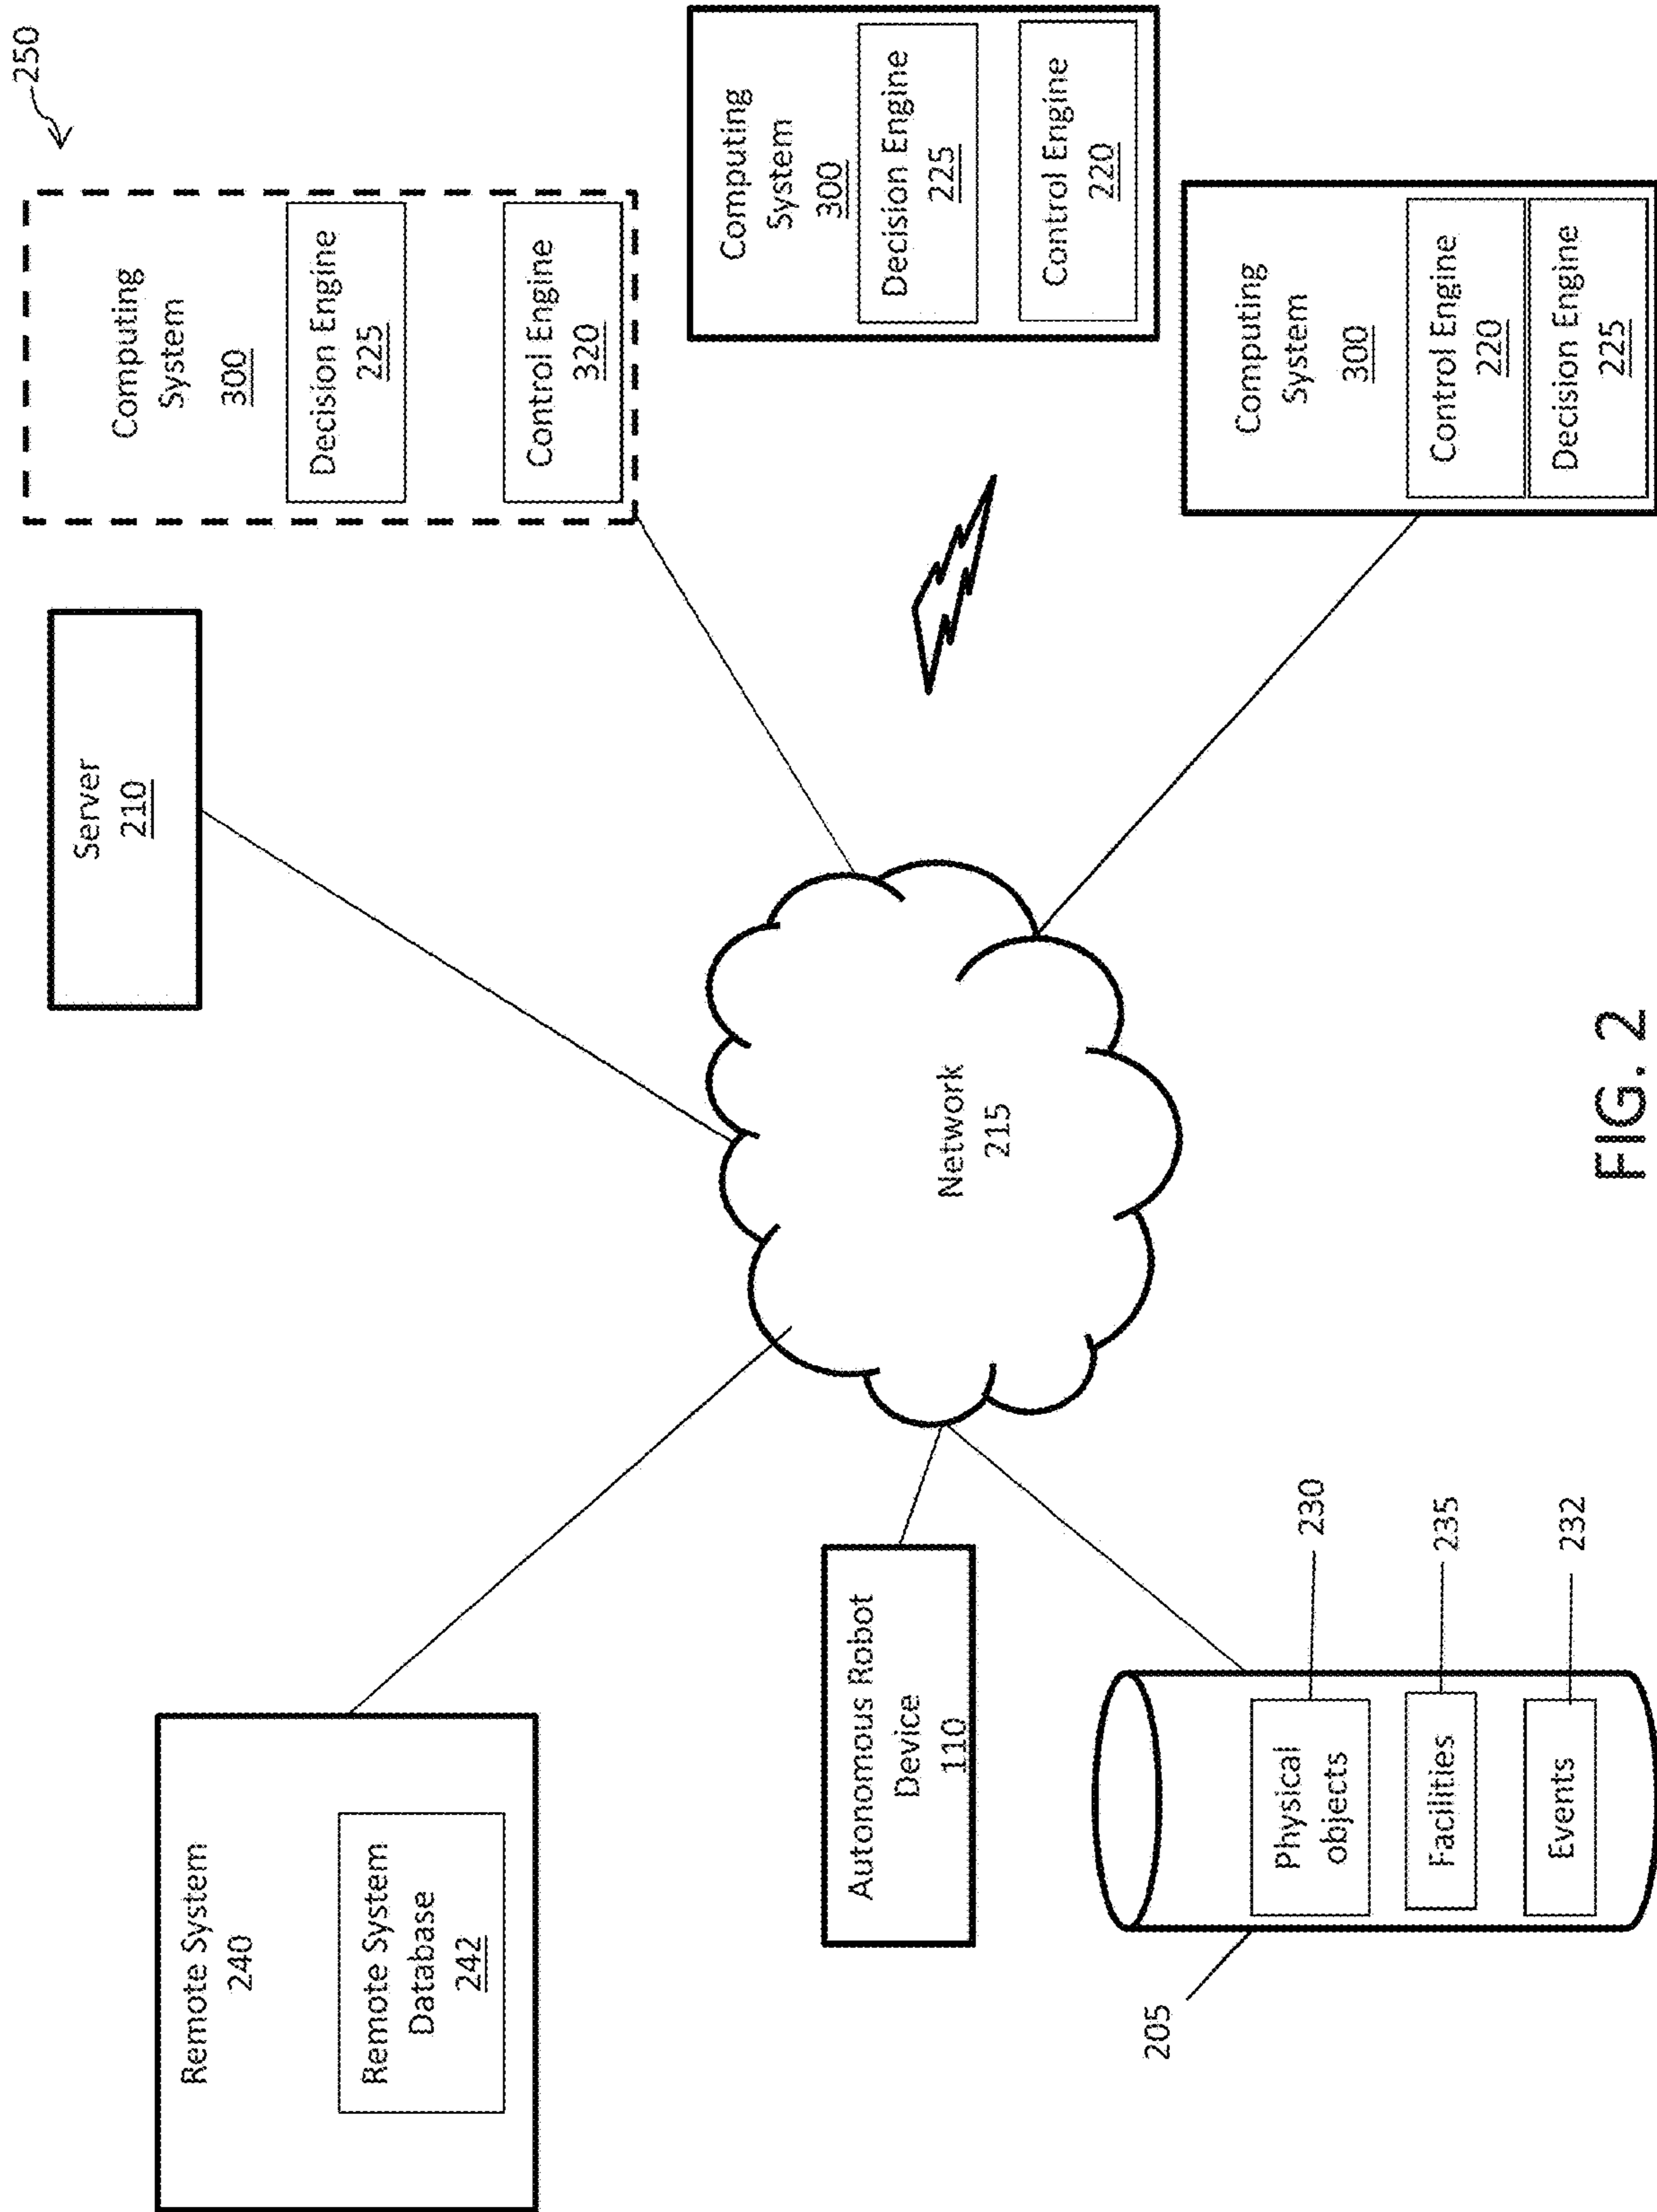 250
Remote System
240
Remote System
Database
242
Server
210
Computing
System
300
Decision Engine
225
Control Engine
320
Computing
System
300
Decision Engine
225
Control Engine
220
Autonomous Robot
Device
110
Network
215
Computing
System
300
Control Engine
220
Decision Engine
225
205
Physical
objects
230
Facilities
235
Events
232
FIG. 2